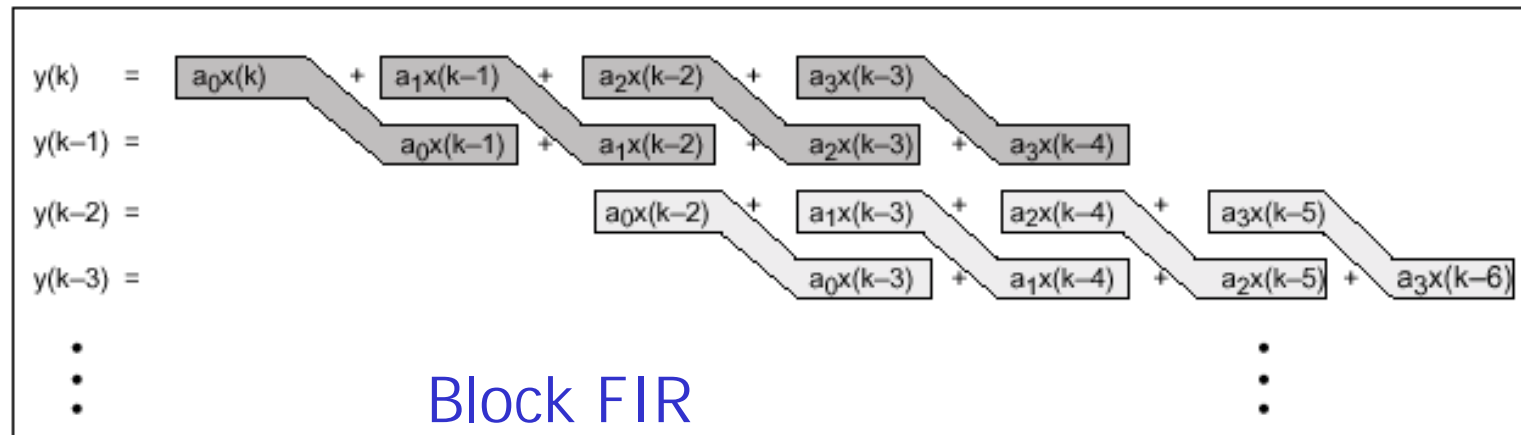 y(k) = a₀x(k) + a₁x(k–1) + a₂x(k–2) + a₃x(k–3)
y(k–1) = a₀x(k–1) + a₁x(k–2) + a₂x(k–3) + a₃x(k–4)
y(k–2) = a₀x(k–2) + a₁x(k–3) + a₂x(k–4) + a₃x(k–5)
y(k–3) = a₀x(k–3) + a₁x(k–4) + a₂x(k–5) + a₃x(k–6)
Block FIR